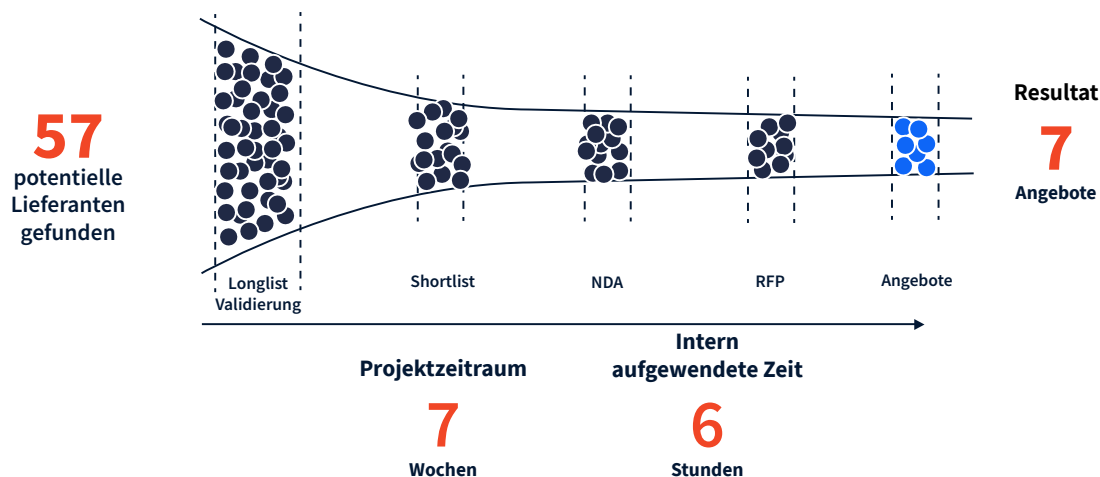 57
potentielle
Lieferanten
gefunden
Longlist
Validierung
Shortlist
NDA
RFP
Angebote
Resultat
7
Angebote
Projektzeitraum
7
Wochen
Intern
aufgewendete Zeit
6
Stunden